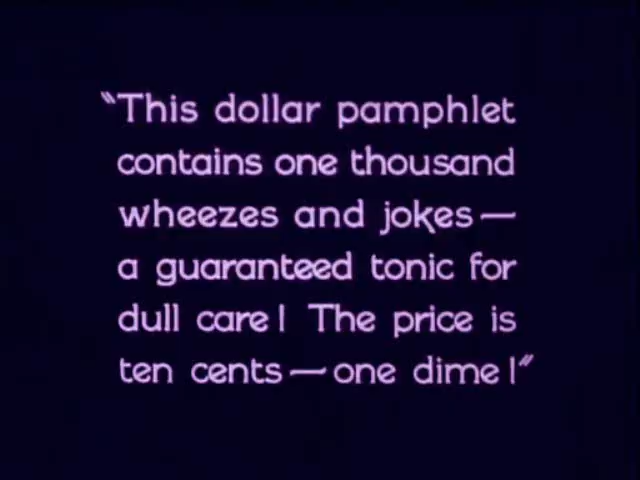 "This dollar pamphlet
contains one thousand
wheezes and jokes—
a guaranteed tonic for
dull care! The price is
ten cents—one dime!"